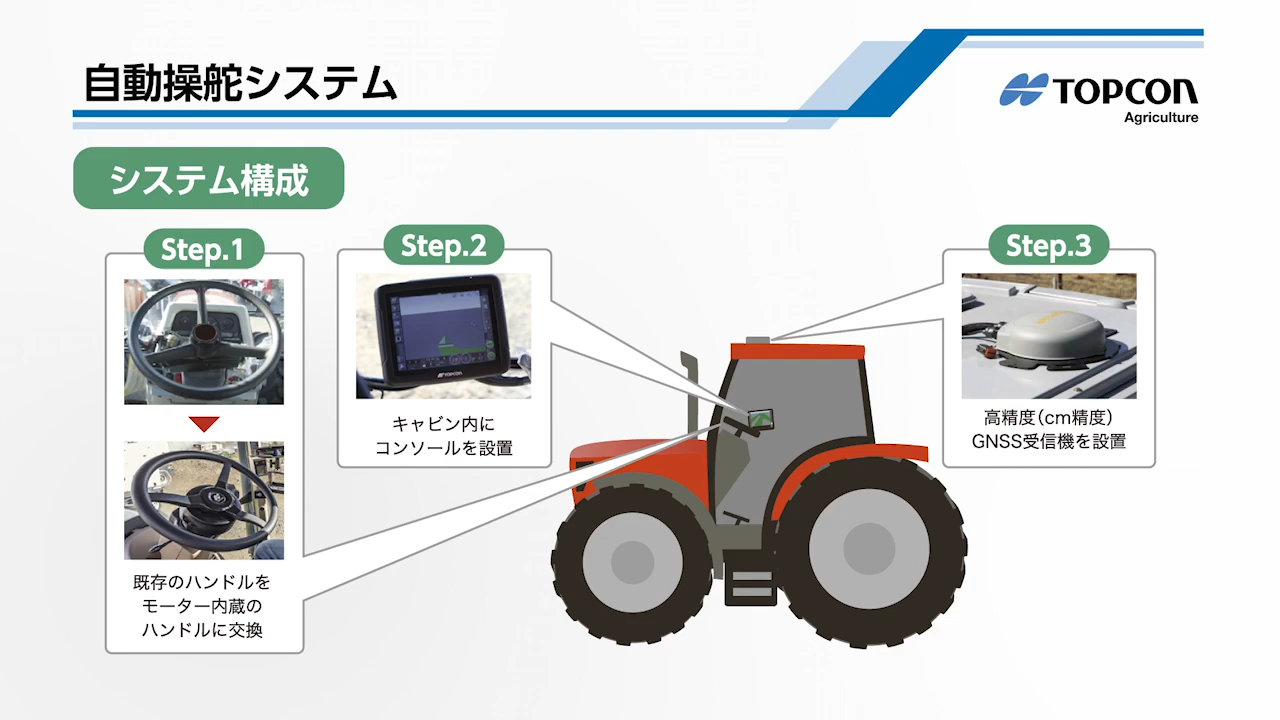 自動操舵システム
TOPCON
Agriculture
システム構成
Step.1
既存のハンドルを
モーター内蔵の
ハンドルに交換
Step.2
TOPCON
キャビン内に
コンソールを設置
Step.3
高精度(cm精度)
GNSS受信機を設置